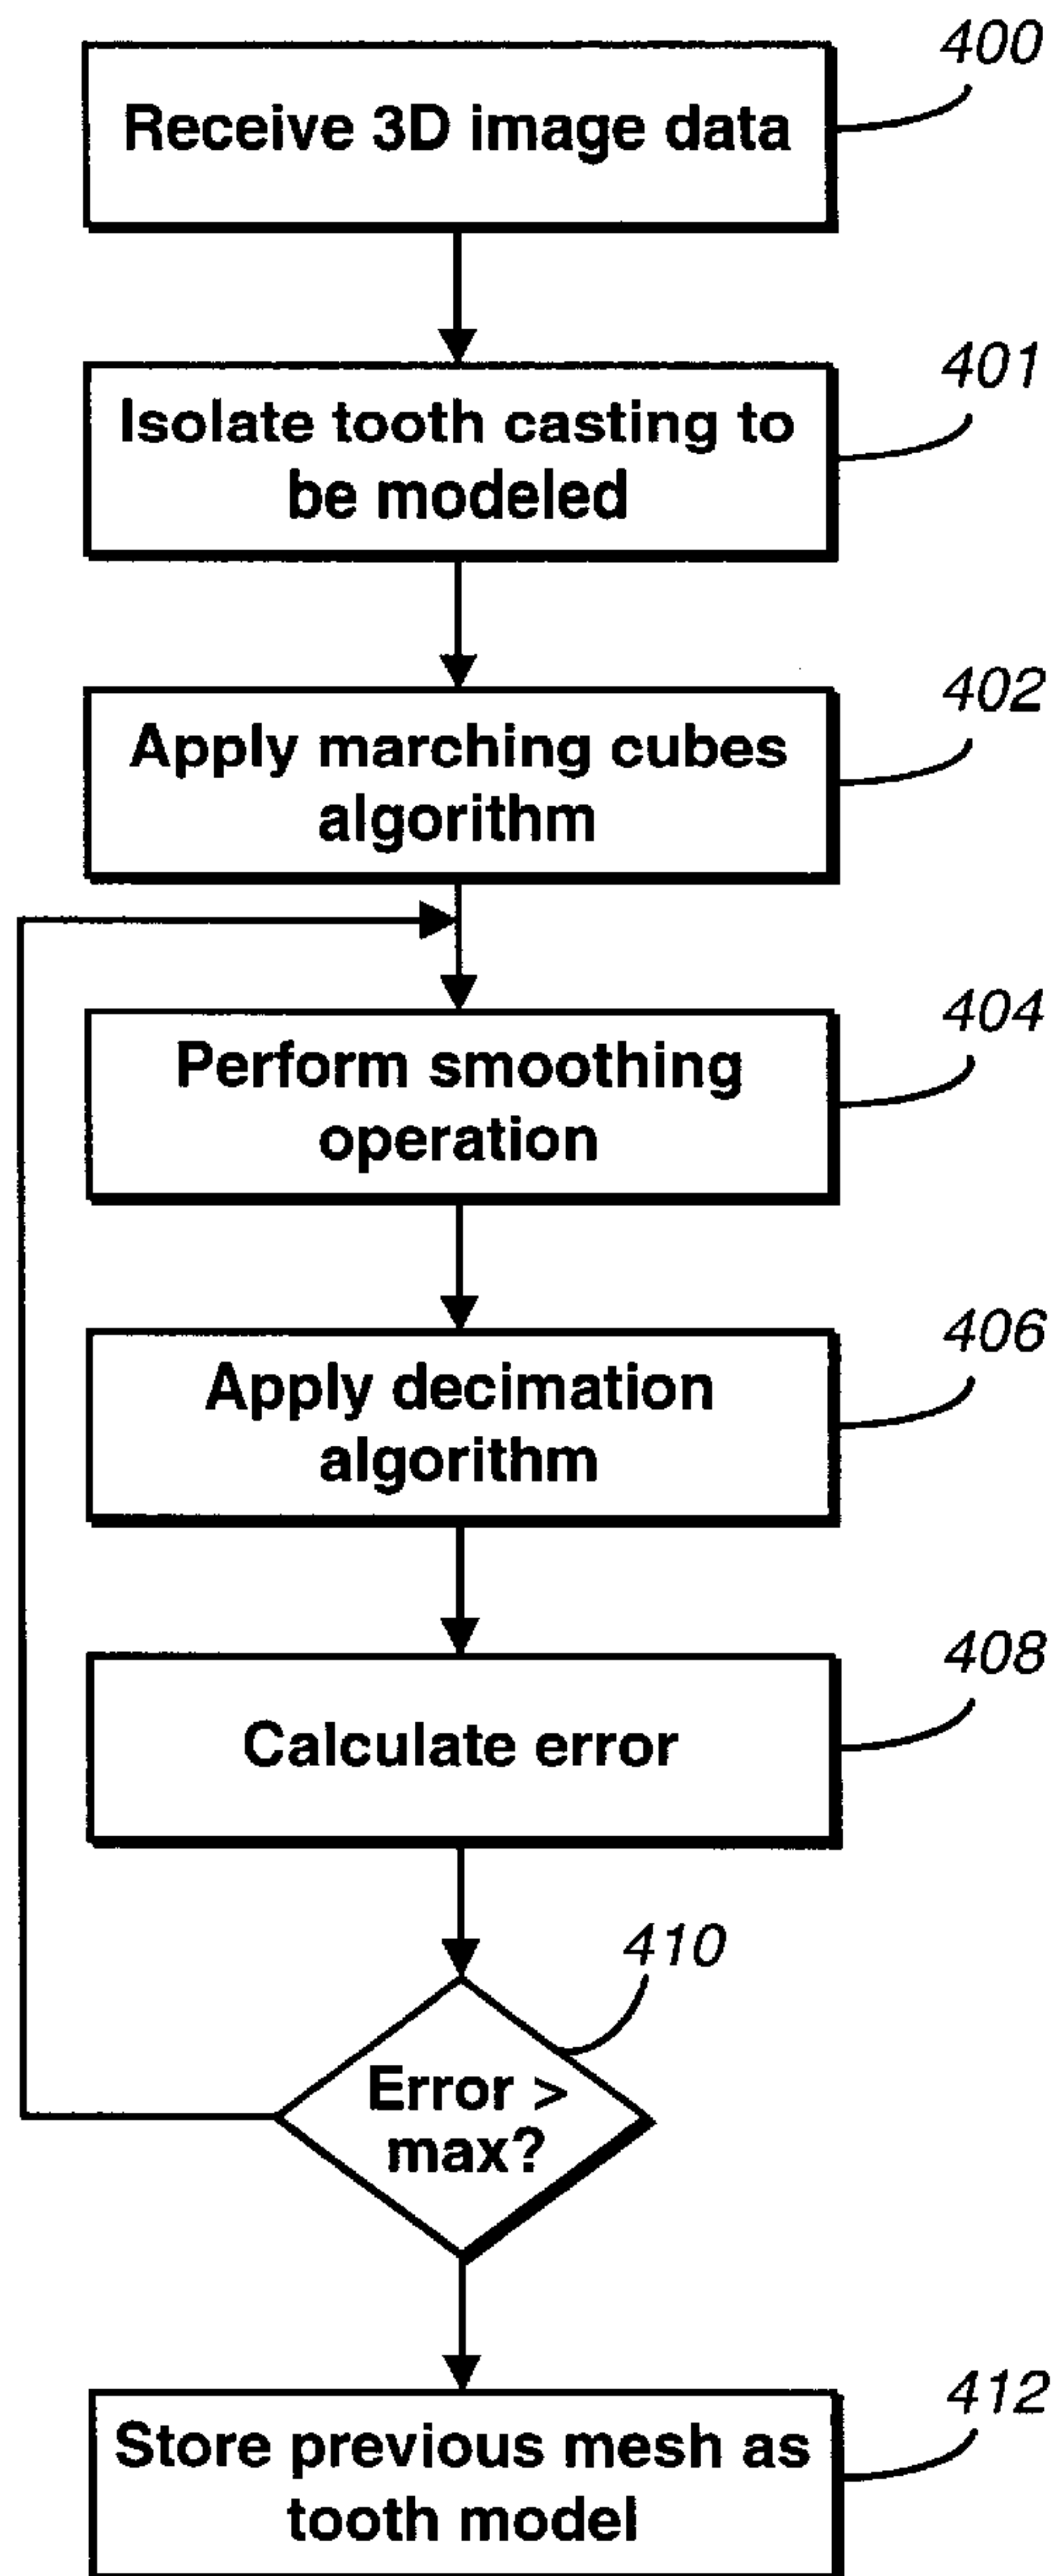 400
Receive 3D image data
401
Isolate tooth casting to
be modeled
402
Apply marching cubes
algorithm
404
Perform smoothing
operation
406
Apply decimation
algorithm
408
Calculate error
410
Error >
max?
412
Store previous mesh as
tooth model